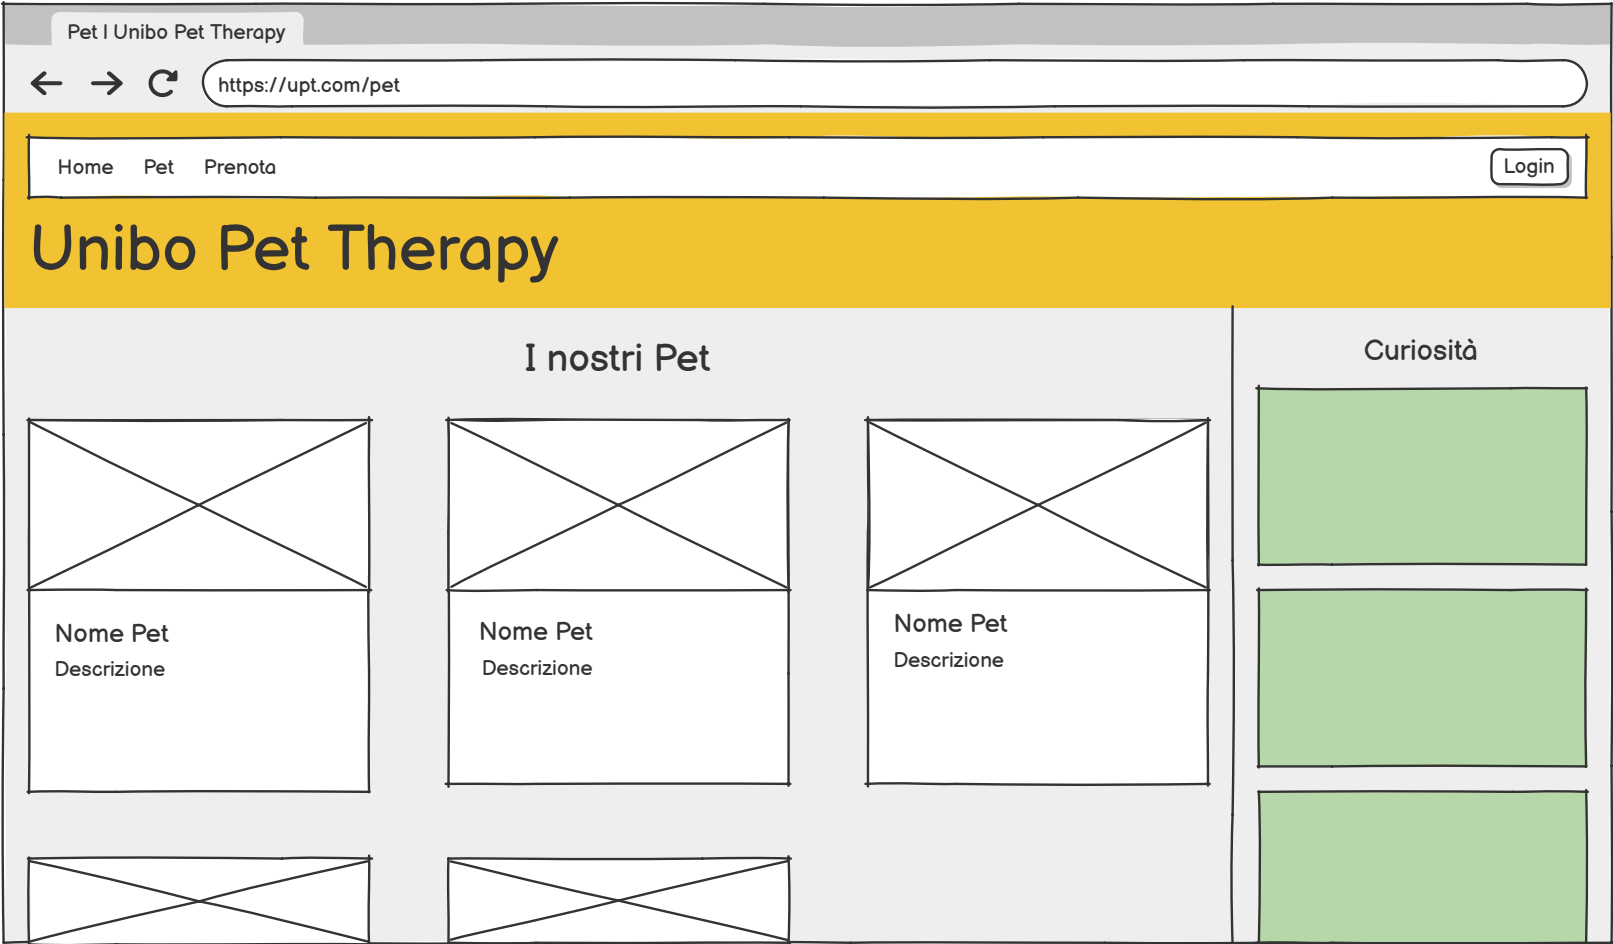 Pet | Unibo Pet Therapy
https://upt.com/pet
Home Pet Prenota Login
Unibo Pet Therapy
I nostri Pet
Curiosità
Nome Pet
Descrizione
Nome Pet
Descrizione
Nome Pet
Descrizione